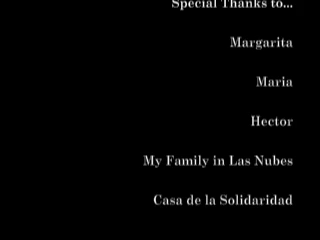 Special Thanks to...
Margarita
Maria
Hector
My Family in Las Nubes
Casa de la Solidaridad